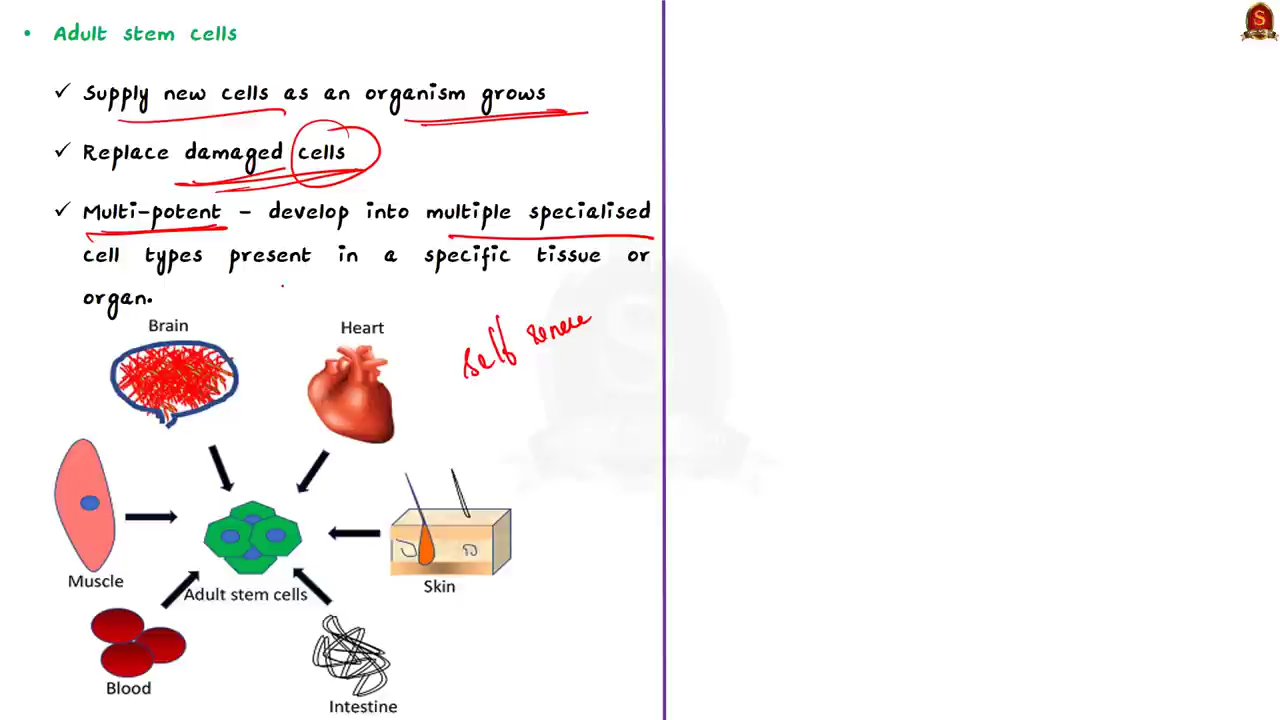 • Adult stem cells
✓ Supply new cells as an organism grows
✓ Replace damaged cells
✓ Multi-potent - develop into multiple specialised
cell types present in a specific tissue or
organ.
self renew
Brain
Heart
Muscle
Skin
Adult stem cells
Blood
Intestine
S